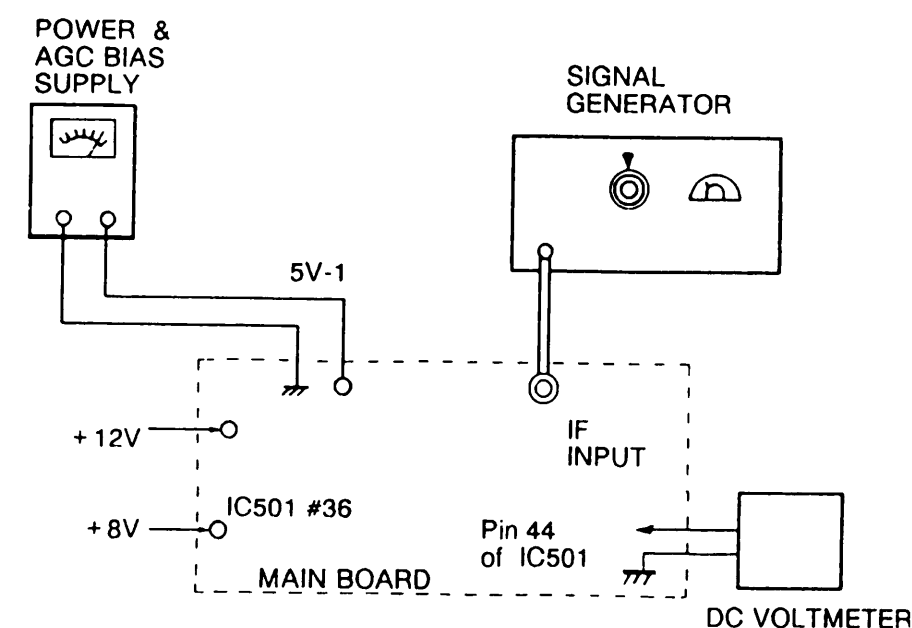 POWER &
AGC BIAS
SUPPLY
SIGNAL
GENERATOR
5V-1
+12V
IF
INPUT
IC501 #36
+8V
Pin 44
of IC501
MAIN BOARD
DC VOLTMETER